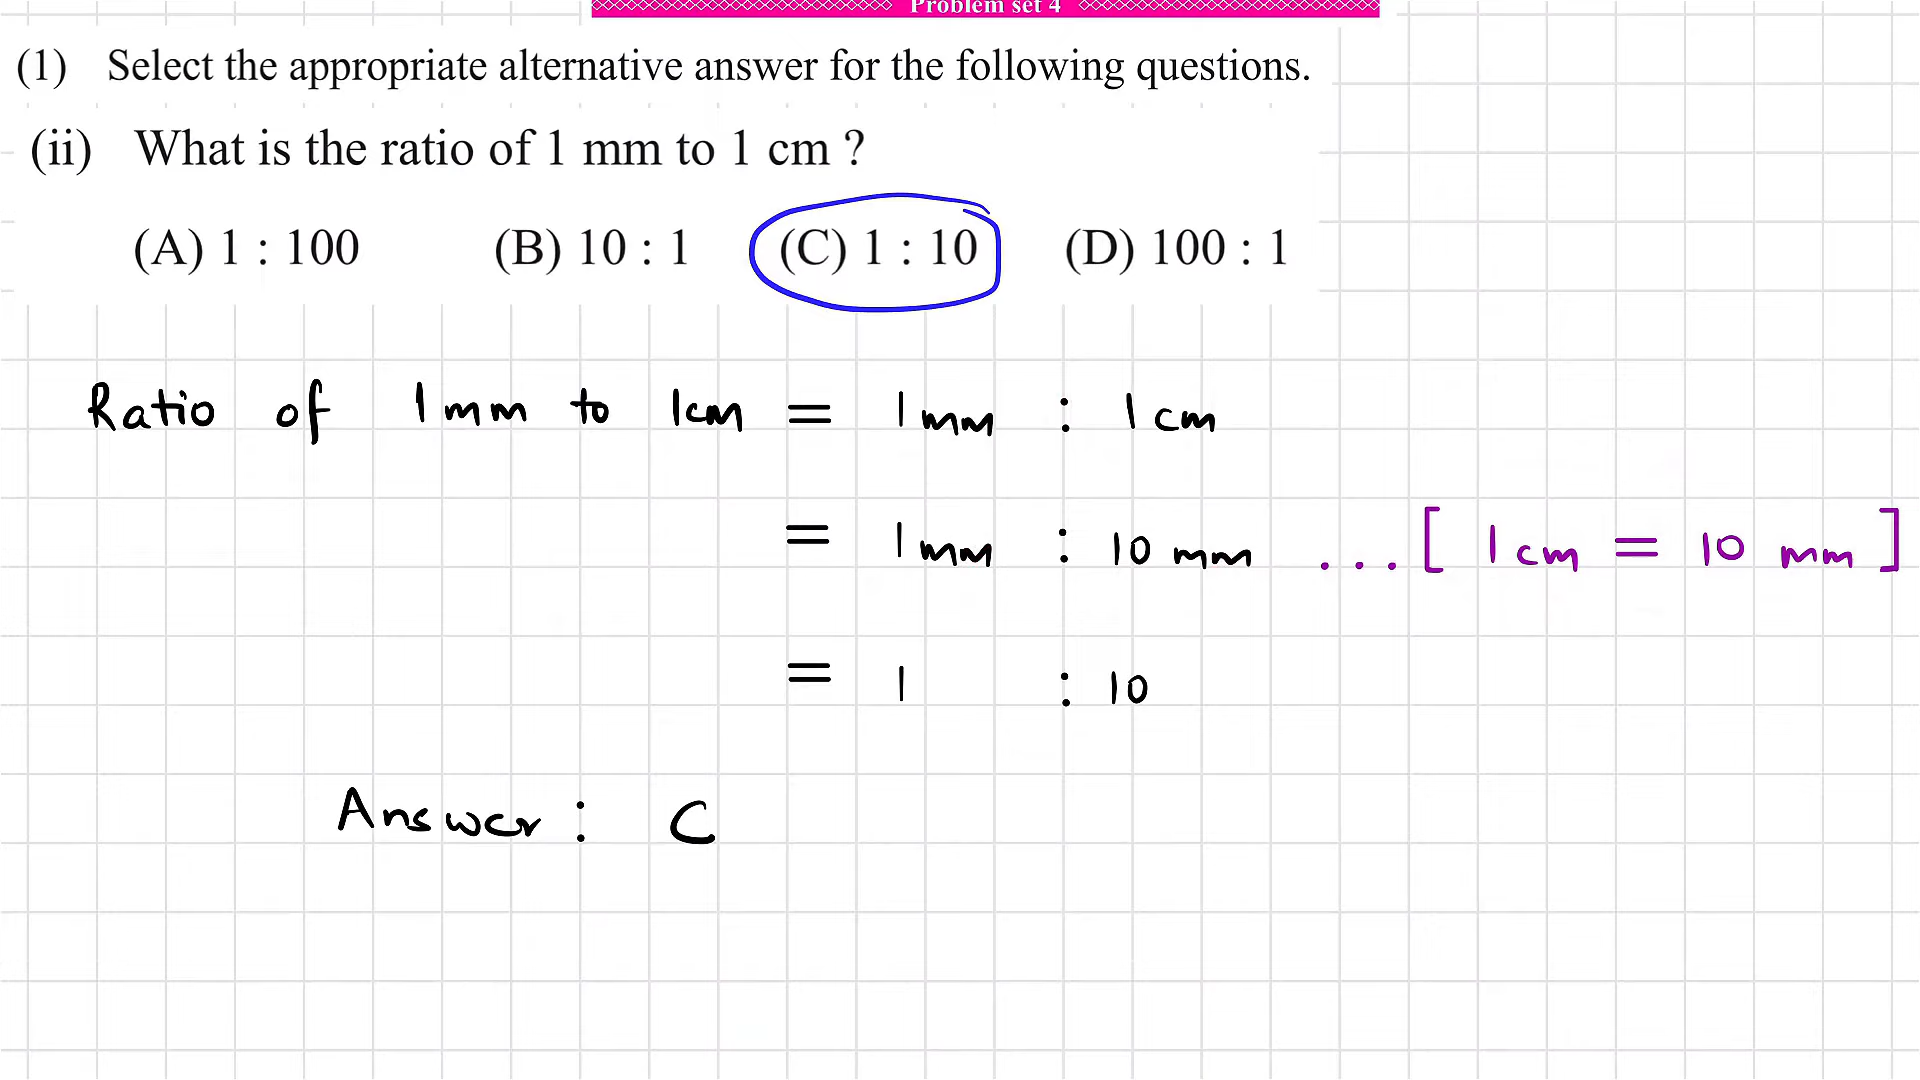 Problem set 4
(1) Select the appropriate alternative answer for the following questions.
(ii) What is the ratio of 1 mm to 1 cm ?
(A) 1 : 100 (B) 10 : 1 (C) 1 : 10 (D) 100 : 1
Ratio of 1mm to 1cm = 1mm : 1cm
= 1mm : 10 mm ...[ 1cm = 10 mm ]
= 1 : 10
Answer : C